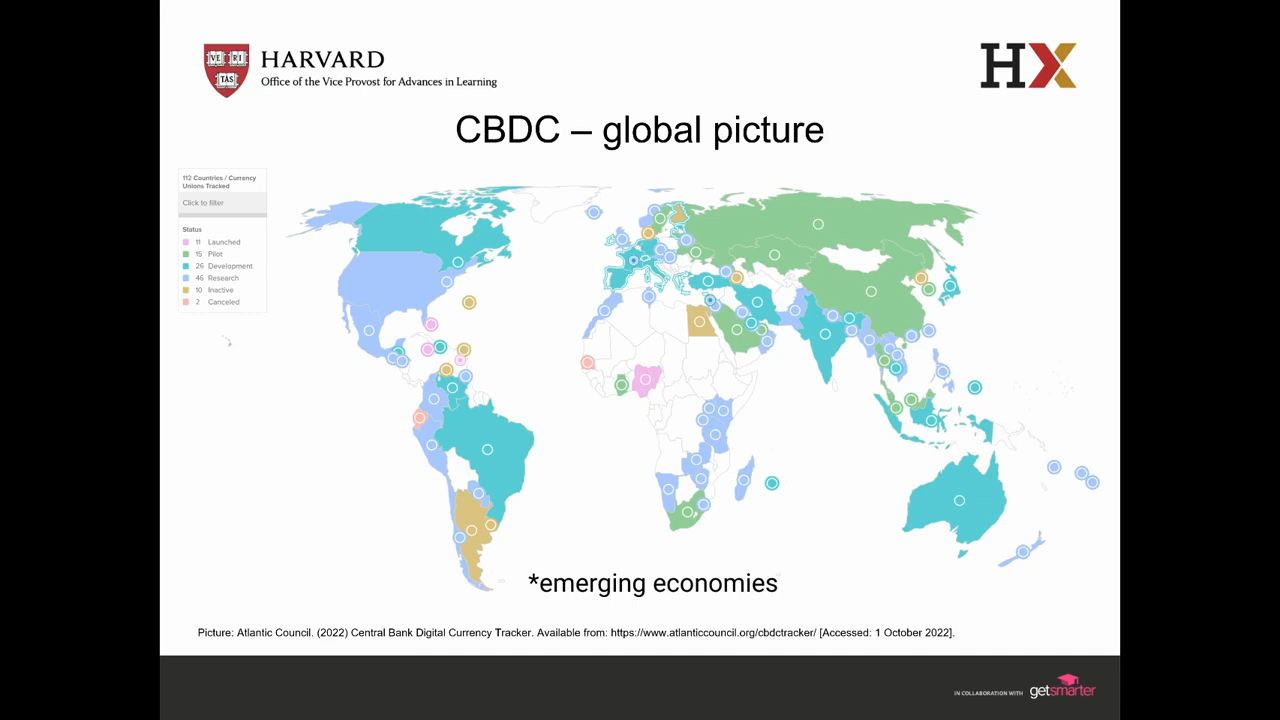 VE RI
TAS
HARVARD
Office of the Vice Provost for Advances in Learning
HX
CBDC – global picture
112 Countries / Currency
Unions Tracked
Click to filter
Status
11 Launched
15 Pilot
26 Development
46 Research
10 Inactive
2 Canceled
*emerging economies
Picture: Atlantic Council. (2022) Central Bank Digital Currency Tracker. Available from: https://www.atlanticcouncil.org/cbdctracker/ [Accessed: 1 October 2022].
IN COLLABORATION WITH getsmarter